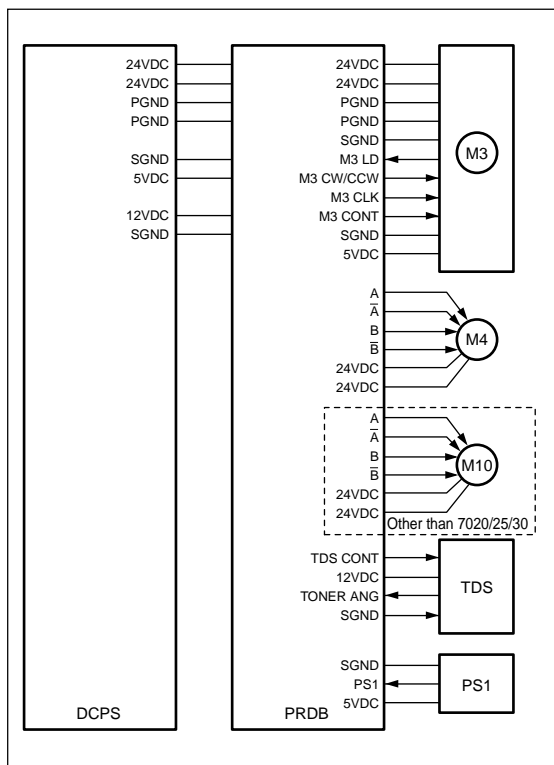 24VDC
24VDC
PGND
PGND
SGND
5VDC
12VDC
SGND
DCPS
24VDC
24VDC
PGND
PGND
SGND
M3 LD
M3 CW/CCW
M3 CLK
M3 CONT
SGND
5VDC
M3
A
A̅
B
B̅
24VDC
24VDC
M4
A
A̅
B
B̅
24VDC
24VDC
M10
Other than 7020/25/30
TDS CONT
12VDC
TONER ANG
SGND
TDS
SGND
PS1
5VDC
PS1
PRDB